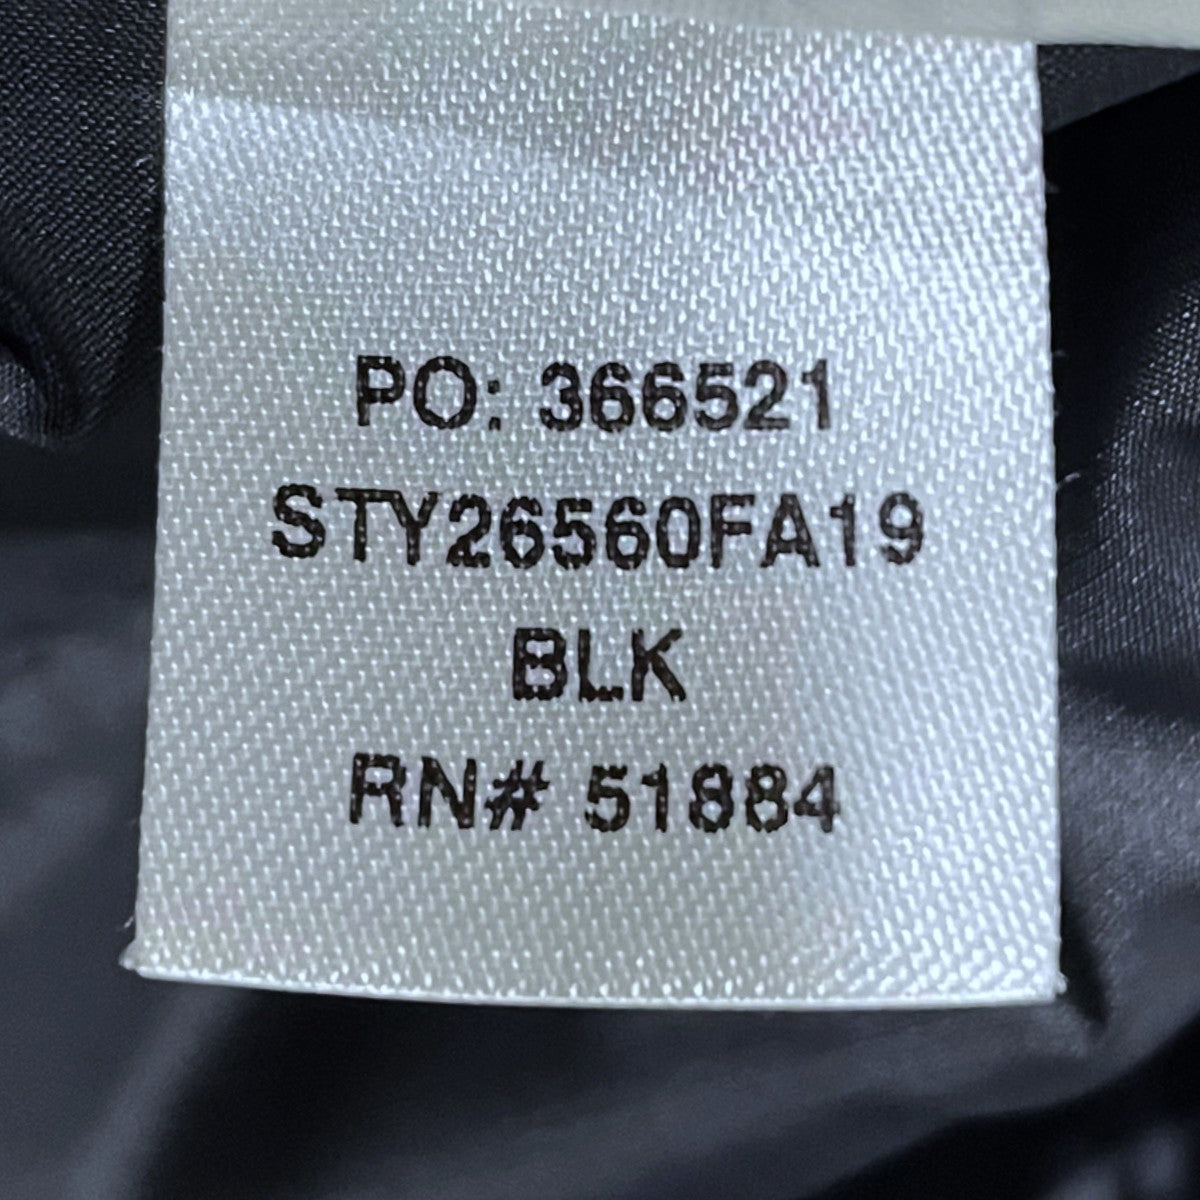 PO: 366521
STY26560FA19
BLK
RN# 51884